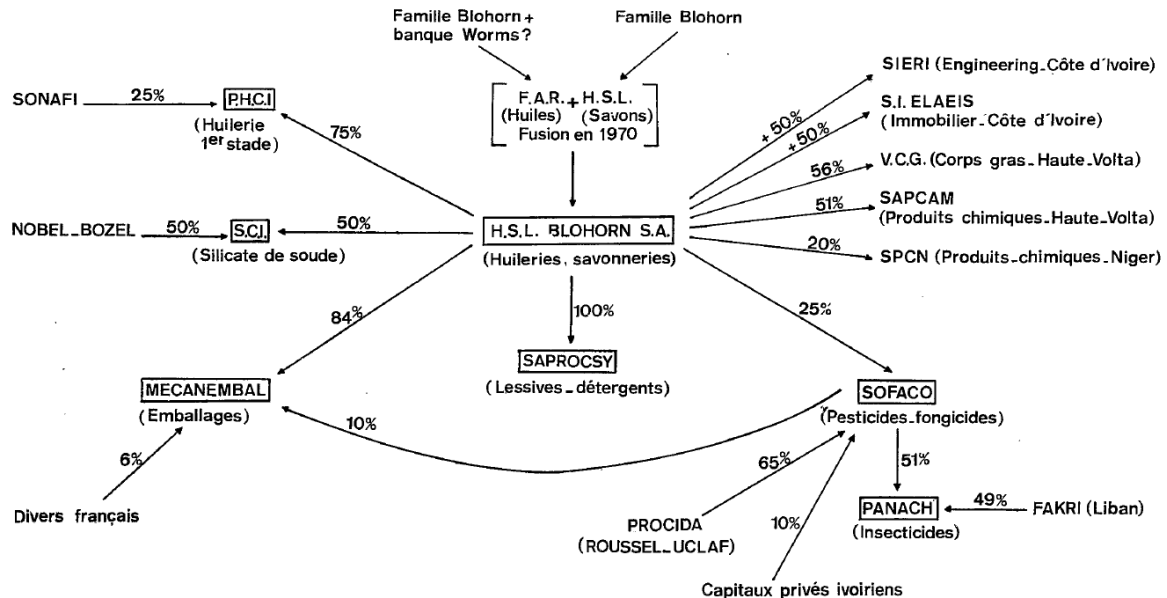 Famille Blohorn +
banque Worms?
Famille Blohorn
SONAFI
25%
P.H.C.I
(Huilerie
1er stade)
75%
[ F.A.R. + H.S.L.
(Huiles) (Savons)
Fusion en 1970 ]
+50%
SIERI (Engineering_Côte d'Ivoire)
+50%
S.I. ELAEIS
(Immobilier_Côte d'Ivoire)
56%
V.C.G. (Corps gras_Haute_Volta)
51%
SAPCAM
(Produits chimiques_Haute_Volta)
20%
SPCN (Produits_chimiques_Niger)
NOBEL_BOZEL
50%
S.C.I.
(Silicate de soude)
50%
H.S.L. BLOHORN S.A.
(Huileries, savonneries)
84%
100%
25%
SAPROCSY
(Lessives_détergents)
MECANEMBAL
(Emballages)
10%
SOFACO
(Pesticides_fongicides)
6%
Divers français
65%
PROCIDA
(ROUSSEL_UCLAF)
10%
Capitaux privés ivoiriens
51%
PANACH
(Insecticides)
49%
FAKRI (Liban)